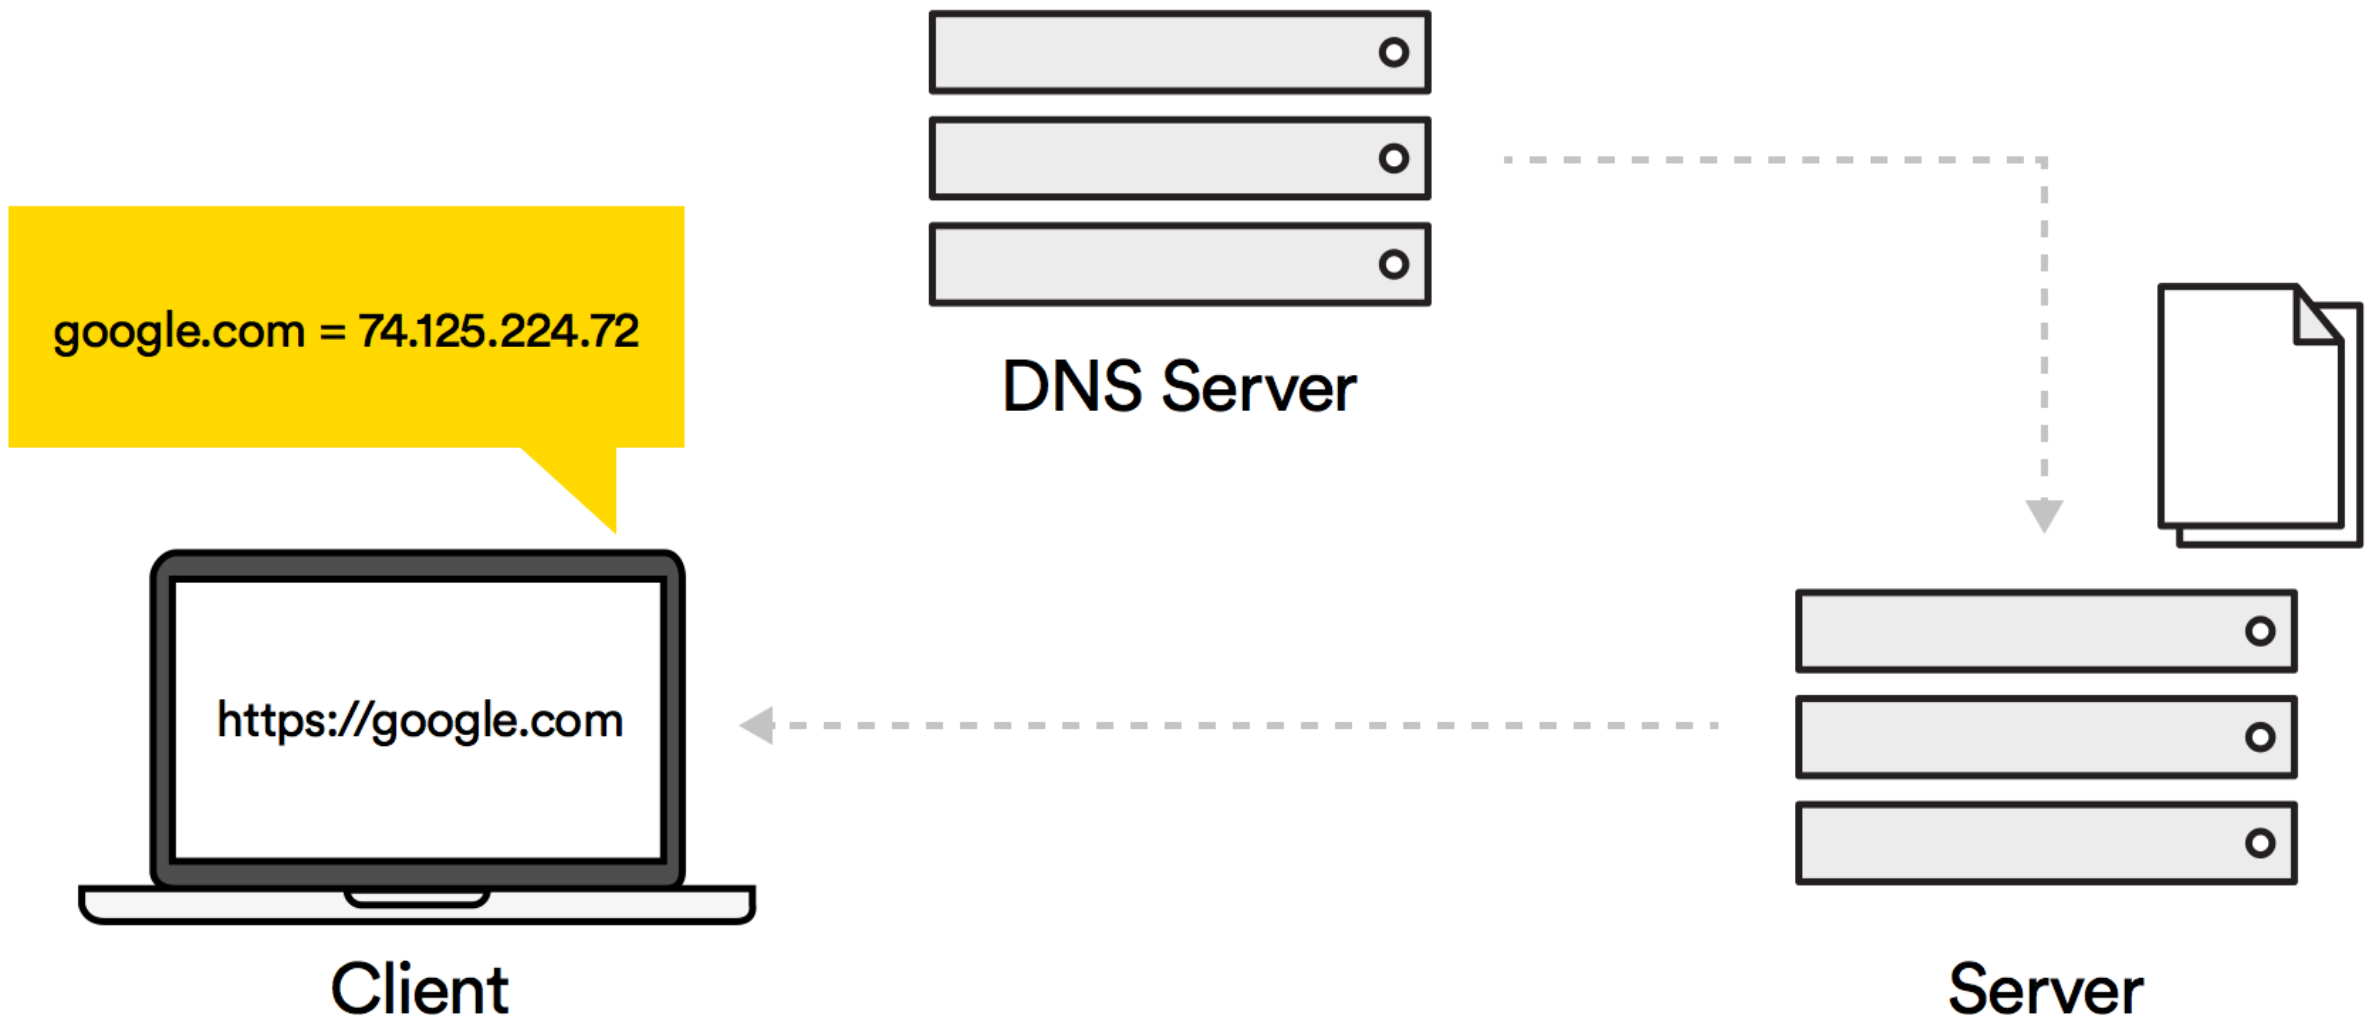 google.com = 74.125.224.72
DNS Server
https://google.com
Client
Server